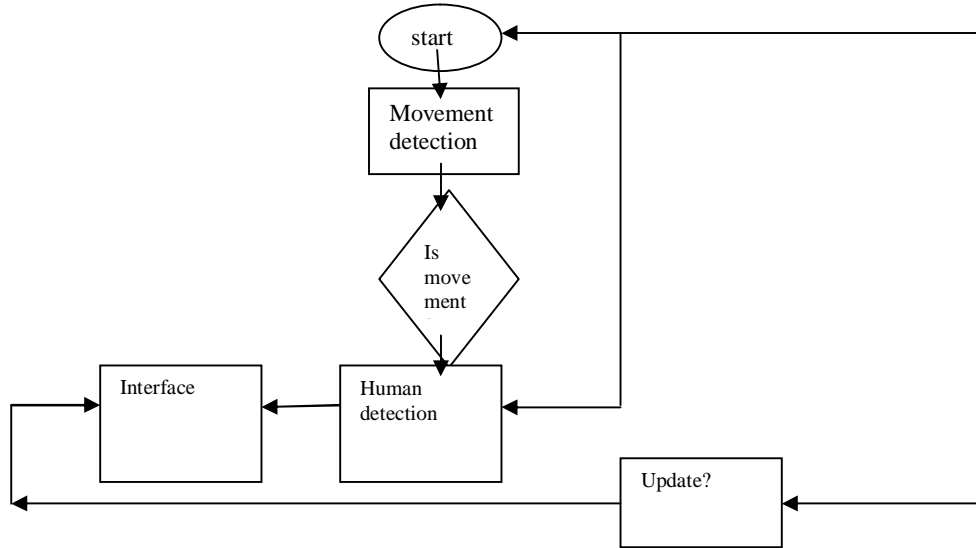 start
Movement
detection
Is
move
ment
Interface
Human
detection
Update?